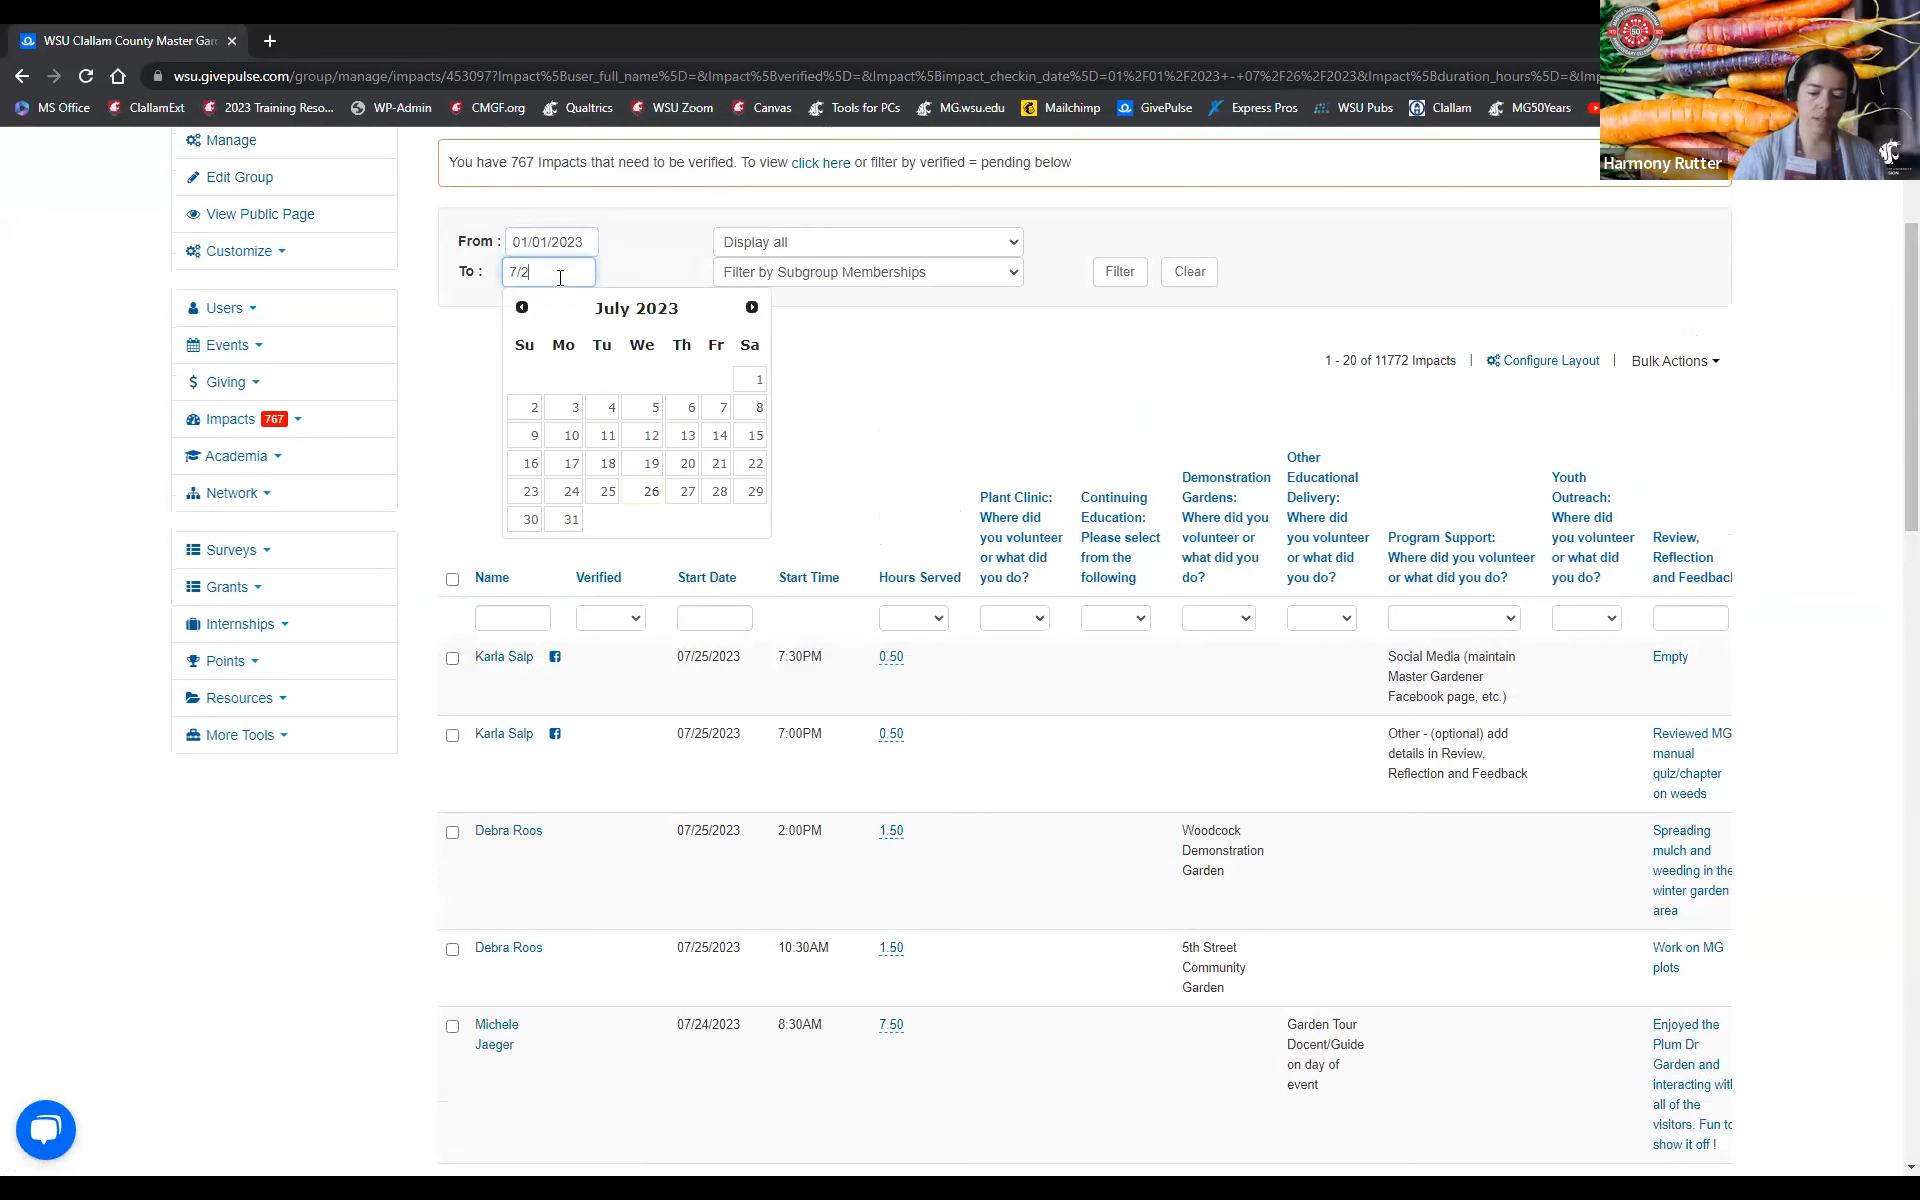 WSU Clallam County Master Gar
wsu.givepulse.com/group/manage/impacts/453097?Impact%5Buser_full_name%5D=&Impact%5Bverified%5D=&Impact%5Bimpact_checkin_date%5D=01%2F01%2F2023+-+07%2F26%2F2023&Impact%5Bduration_hours%5D=&Imp
MS Office ClallamExt 2023 Training Reso... WP-Admin CMGF.org Qualtrics WSU Zoom Canvas Tools for PCs MG.wsu.edu Mailchimp GivePulse Express Pros WSU Pubs Clallam MG50Years
50
Harmony Rutter
Manage
Edit Group
View Public Page
Customize
Users
Events
$ Giving
Impacts 767
Academia
Network
Surveys
Grants
Internships
Points
Resources
More Tools
You have 767 Impacts that need to be verified. To view click here or filter by verified = pending below
From : 01/01/2023 Display all
To : 7/2 Filter by Subgroup Memberships Filter Clear
July 2023
Su Mo Tu We Th Fr Sa
1
2 3 4 5 6 7 8
9 10 11 12 13 14 15
16 17 18 19 20 21 22
23 24 25 26 27 28 29
30 31
1 - 20 of 11772 Impacts | Configure Layout | Bulk Actions
Name
Verified
Start Date
Start Time
Hours Served
Plant Clinic:
Where did
you volunteer
or what did
you do?
Continuing
Education:
Please select
from the
following
Demonstration
Gardens:
Where did you
volunteer or
what did you
do?
Other
Educational
Delivery:
Where did
you volunteer
or what did
you do?
Program Support:
Where did you volunteer
or what did you do?
Youth
Outreach:
Where did
you volunteer
or what did
you do?
Review,
Reflection
and Feedback
Karla Salp 07/25/2023 7:30PM 0.50
Social Media (maintain
Master Gardener
Facebook page, etc.)
Empty
Karla Salp 07/25/2023 7:00PM 0.50
Other - (optional) add
details in Review,
Reflection and Feedback
Reviewed MG
manual
quiz/chapter
on weeds
Debra Roos 07/25/2023 2:00PM 1.50
Woodcock
Demonstration
Garden
Spreading
mulch and
weeding in the
winter garden
area
Debra Roos 07/25/2023 10:30AM 1.50
5th Street
Community
Garden
Work on MG
plots
Michele
Jaeger
07/24/2023 8:30AM 7.50
Garden Tour
Docent/Guide
on day of
event
Enjoyed the
Plum Dr
Garden and
interacting with
all of the
visitors. Fun to
show it off !